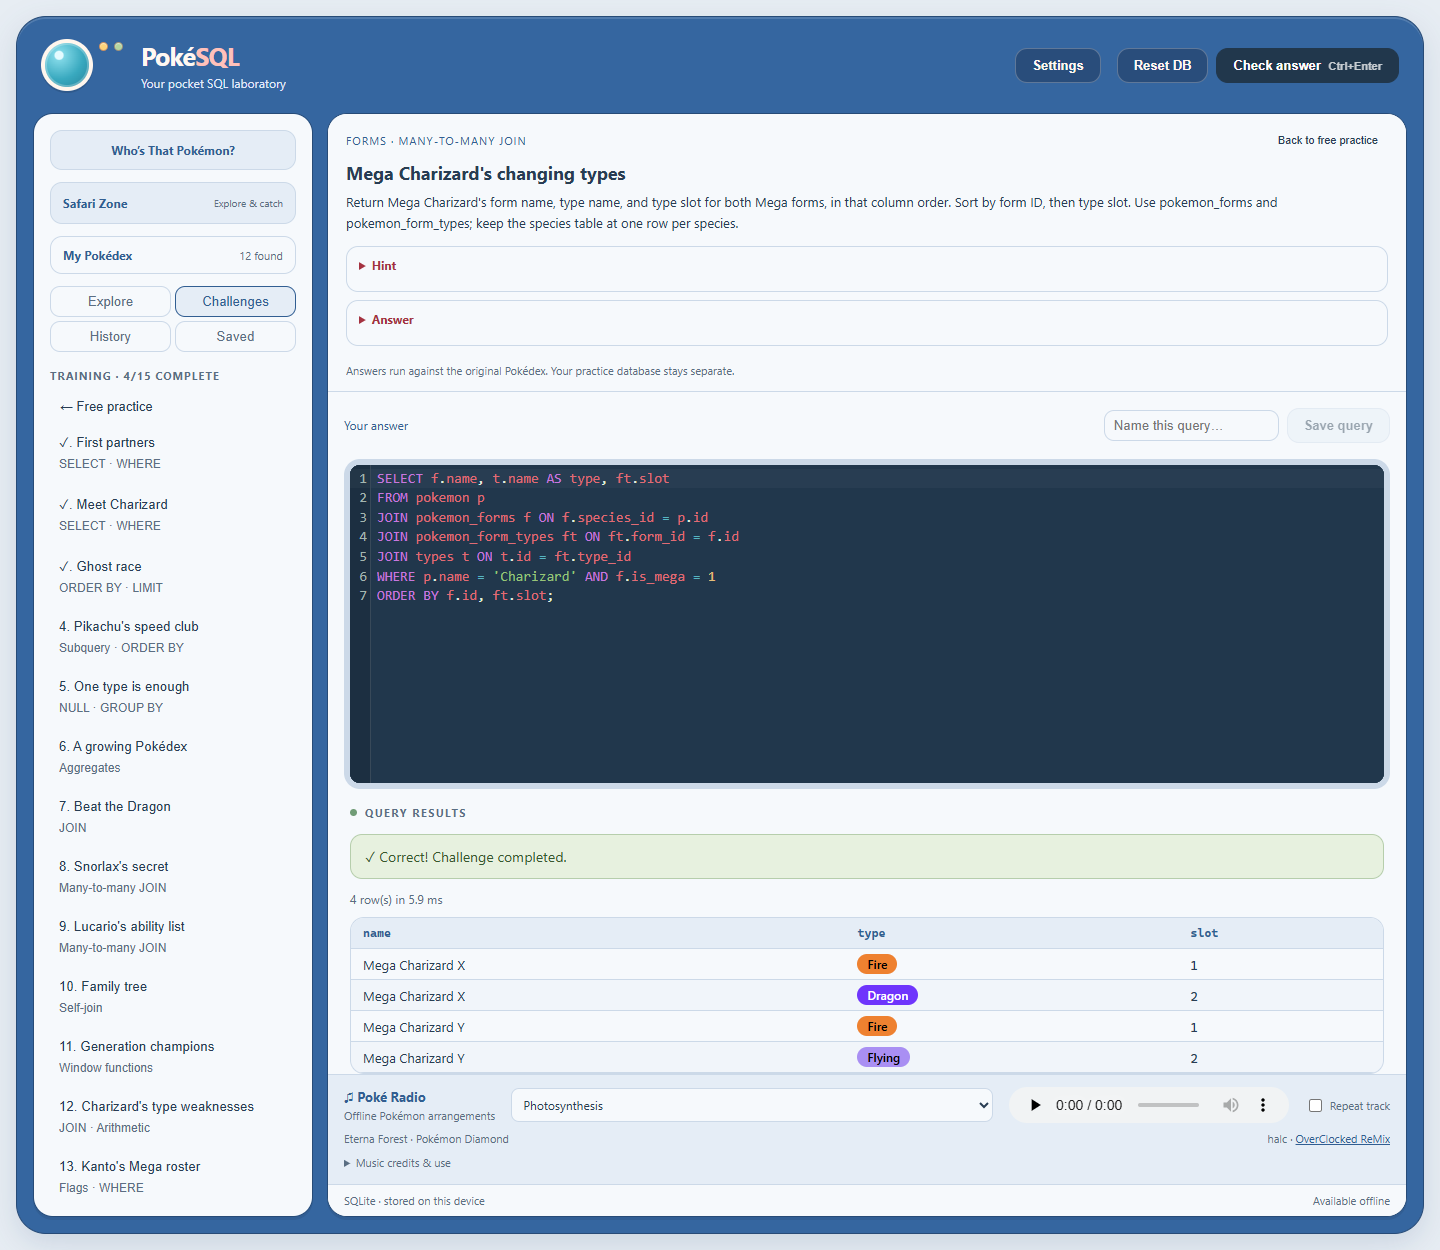 PokéSQL
Your pocket SQL laboratory
Settings
Reset DB
Check answer Ctrl+Enter
Who's That Pokémon?
Safari Zone Explore & catch
My Pokédex 12 found
Explore
Challenges
History
Saved
TRAINING · 4/15 COMPLETE
← Free practice
✓. First partners
SELECT · WHERE
✓. Meet Charizard
SELECT · WHERE
✓. Ghost race
ORDER BY · LIMIT
4. Pikachu's speed club
Subquery · ORDER BY
5. One type is enough
NULL · GROUP BY
6. A growing Pokédex
Aggregates
7. Beat the Dragon
JOIN
8. Snorlax's secret
Many-to-many JOIN
9. Lucario's ability list
Many-to-many JOIN
10. Family tree
Self-join
11. Generation champions
Window functions
12. Charizard's type weaknesses
JOIN · Arithmetic
13. Kanto's Mega roster
Flags · WHERE
FORMS · MANY-TO-MANY JOIN
Back to free practice
Mega Charizard's changing types
Return Mega Charizard's form name, type name, and type slot for both Mega forms, in that column order. Sort by form ID, then type slot. Use pokemon_forms and
pokemon_form_types; keep the species table at one row per species.
▶ Hint
▶ Answer
Answers run against the original Pokédex. Your practice database stays separate.
Your answer
Name this query...
Save query
1 SELECT f.name, t.name AS type, ft.slot
2 FROM pokemon p
3 JOIN pokemon_forms f ON f.species_id = p.id
4 JOIN pokemon_form_types ft ON ft.form_id = f.id
5 JOIN types t ON t.id = ft.type_id
6 WHERE p.name = 'Charizard' AND f.is_mega = 1
7 ORDER BY f.id, ft.slot;
QUERY RESULTS
✓ Correct! Challenge completed.
4 row(s) in 5.9 ms
name type slot
Mega Charizard X Fire 1
Mega Charizard X Dragon 2
Mega Charizard Y Fire 1
Mega Charizard Y Flying 2
♫ Poké Radio
Offline Pokémon arrangements
Photosynthesis
0:00 / 0:00
Repeat track
Eterna Forest · Pokémon Diamond
halc · OverClocked ReMix
▶ Music credits & use
SQLite · stored on this device
Available offline